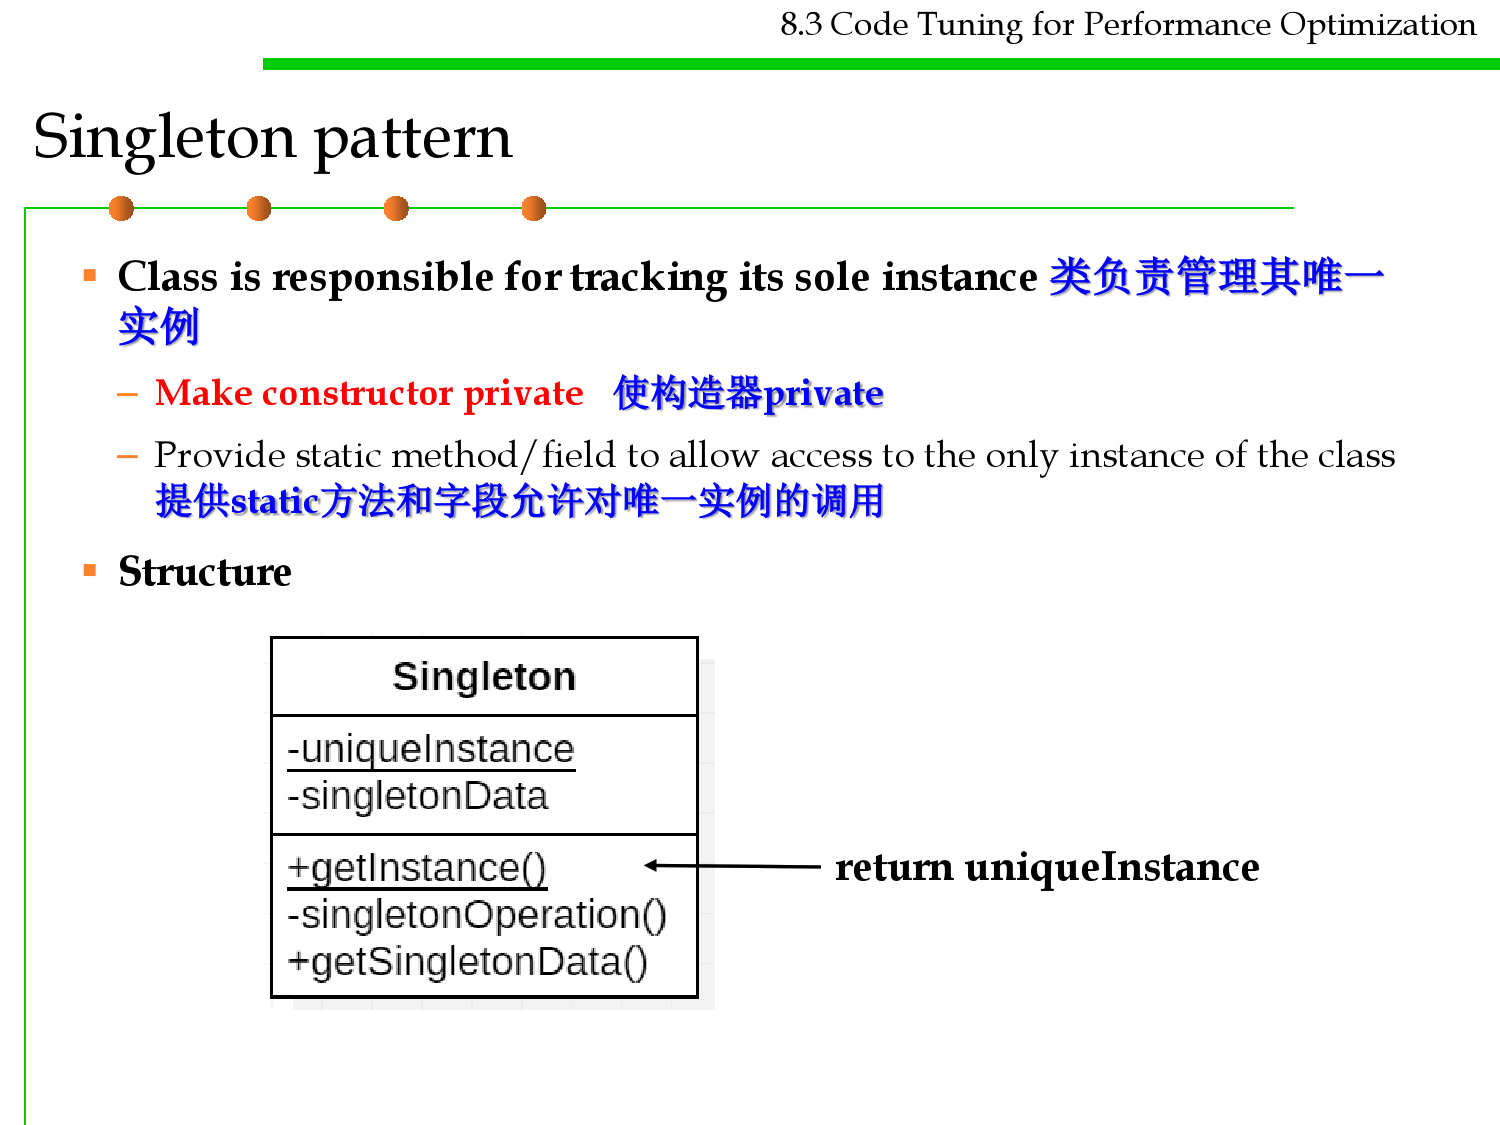 8.3 Code Tuning for Performance Optimization
Singleton pattern
▪ Class is responsible for tracking its sole instance 类负责管理其唯一
实例
– Make constructor private 使构造器private
– Provide static method/field to allow access to the only instance of the class
提供static方法和字段允许对唯一实例的调用
▪ Structure
Singleton
-uniqueInstance
-singletonData
+getInstance()
return uniqueInstance
-singletonOperation()
+getSingletonData()